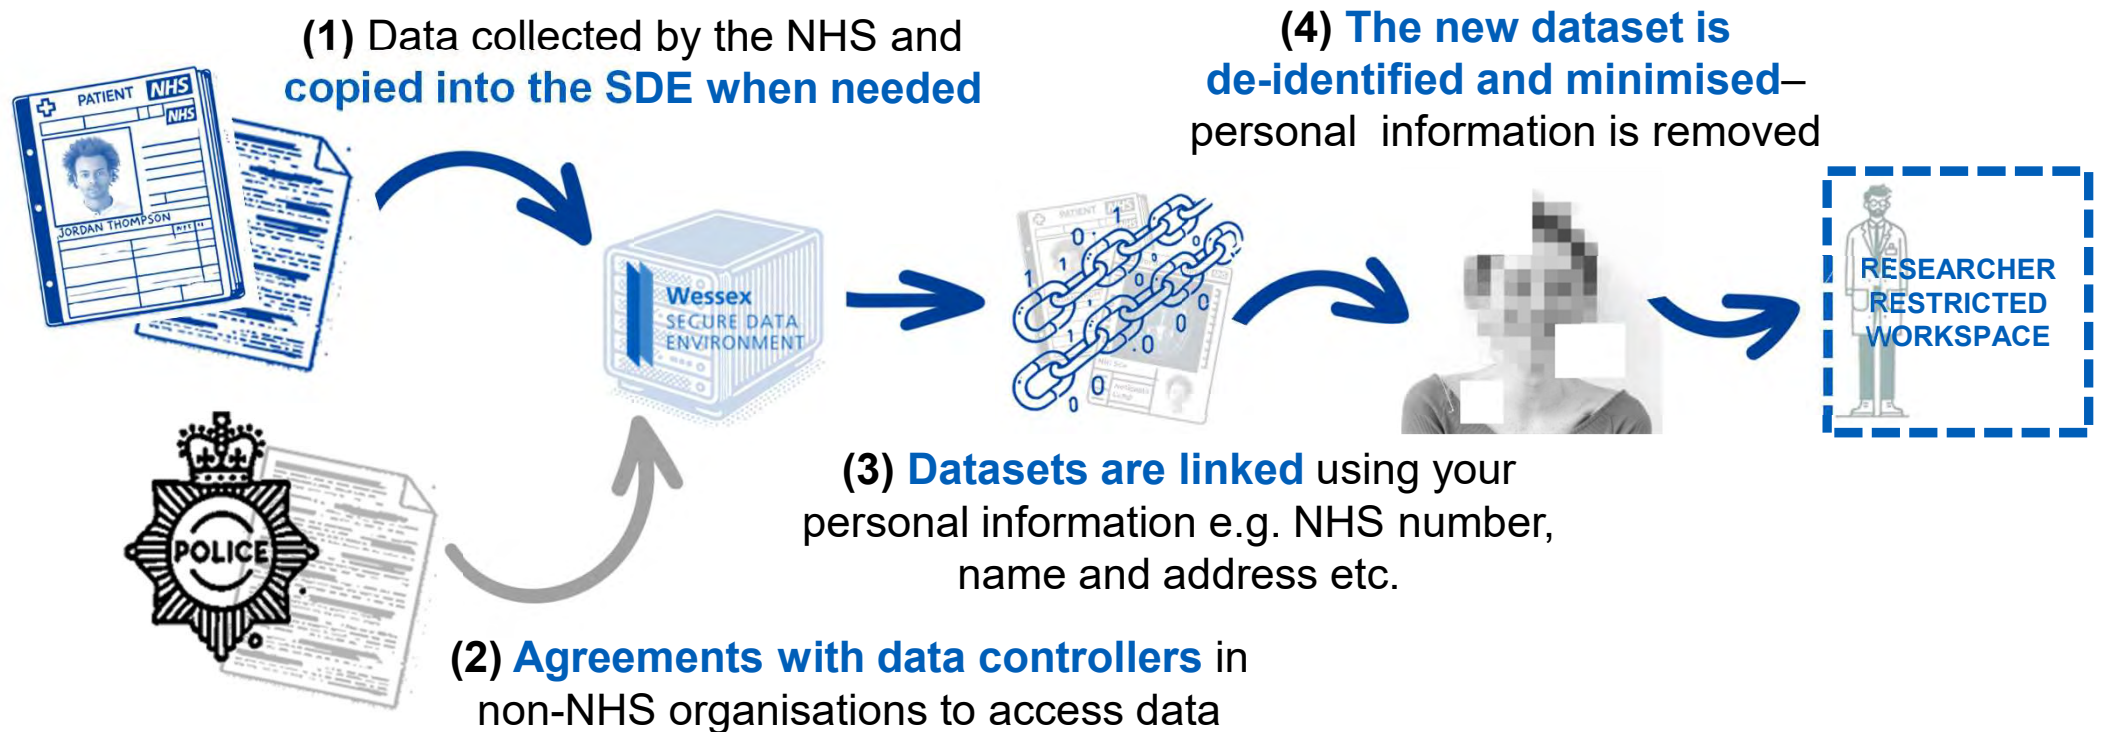 (1) Data collected by the NHS and
copied into the SDE when needed
(4) The new dataset is
de-identified and minimised–
personal information is removed
PATIENT NHS
NHS
JORDAN THOMPSON
Wessex
SECURE DATA
ENVIRONMENT
PATIENT NHS
RESEARCHER
RESTRICTED
WORKSPACE
POLICE
(3) Datasets are linked using your
personal information e.g. NHS number,
name and address etc.
(2) Agreements with data controllers in
non-NHS organisations to access data